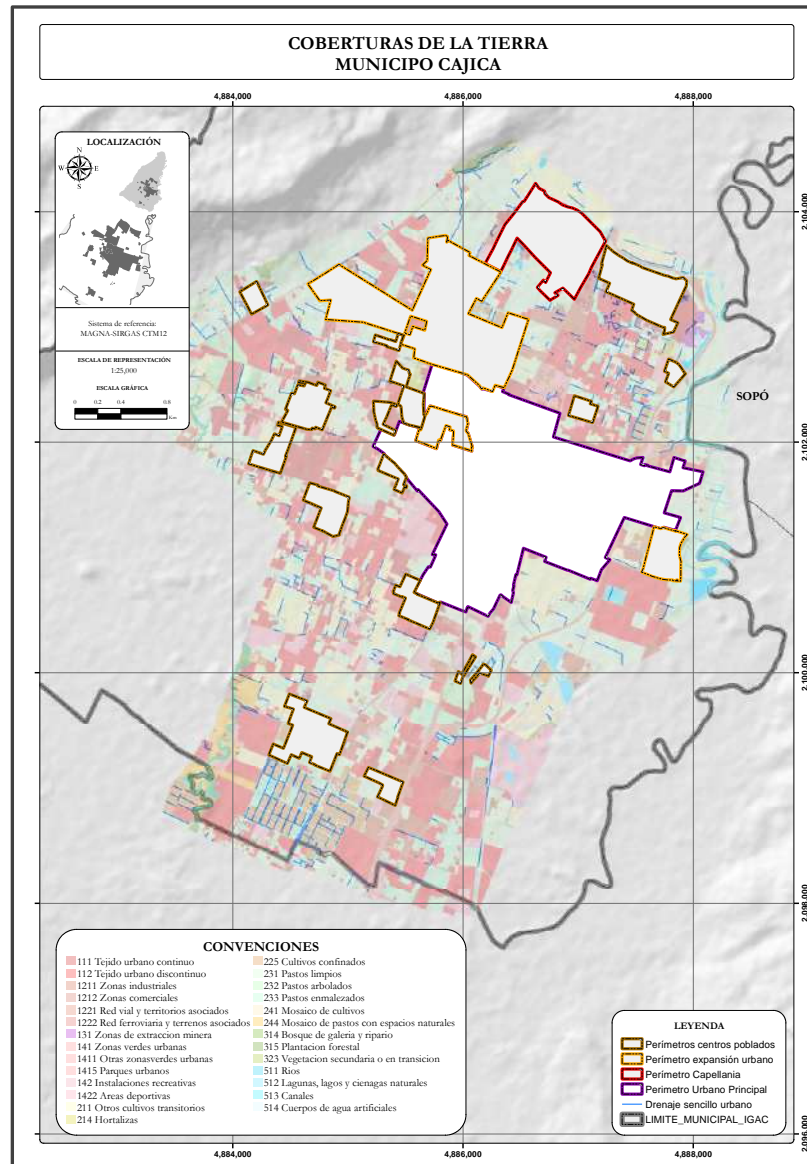 COBERTURAS DE LA TIERRA
MUNICIPO CAJICA
4,884,000
4,886,000
4,888,000
LOCALIZACIÓN
N
W
E
S
Sistema de referencia:
MAGNA-SIRGAS CTM12
ESCALA DE REPRESENTACIÓN
1:25,000
ESCALA GRÁFICA
0 0.2 0.4 0.8
Km
SOPÓ
2,104,000
2,102,000
2,100,000
2,098,000
2,096,000
CONVENCIONES
111 Tejido urbano continuo
112 Tejido urbano discontinuo
1211 Zonas industriales
1212 Zonas comerciales
1221 Red vial y territorios asociados
1222 Red ferroviaria y terrenos asociados
131 Zonas de extraccion minera
141 Zonas verdes urbanas
1411 Otras zonasverdes urbanas
1415 Parques urbanos
142 Instalaciones recreativas
1422 Areas deportivas
211 Otros cultivos transitorios
214 Hortalizas
225 Cultivos confinados
231 Pastos limpios
232 Pastos arbolados
233 Pastos enmalezados
241 Mosaico de cultivos
244 Mosaico de pastos con espacios naturales
314 Bosque de galeria y ripario
315 Plantacion forestal
323 Vegetacion secundaria o en transicion
511 Rios
512 Lagunas, lagos y cienagas naturales
513 Canales
514 Cuerpos de agua artificiales
LEYENDA
Perímetros centros poblados
Perímetro expansión urbano
Perimetro Capellania
Perimetro Urbano Principal
Drenaje sencillo urbano
LIMITE_MUNICIPAL_IGAC
4,884,000
4,886,000
4,888,000